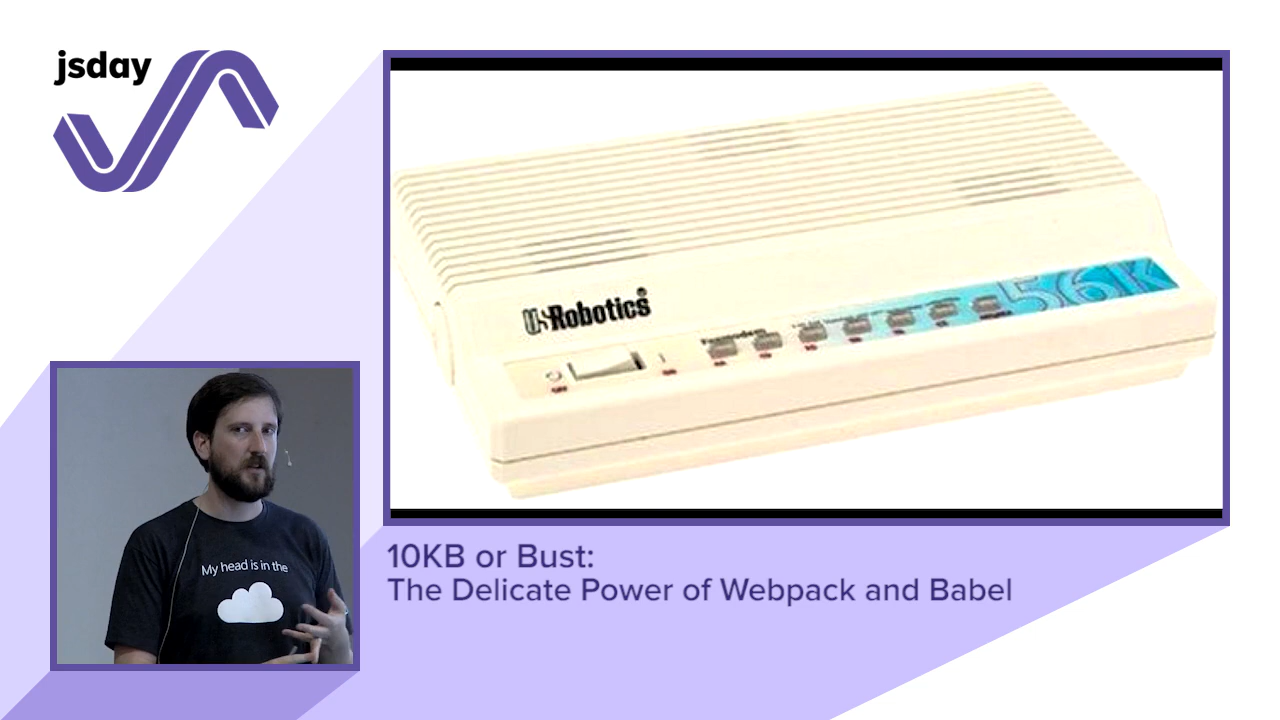 jsday
USRobotics
56K
My head is in the
10KB or Bust:
The Delicate Power of Webpack and Babel